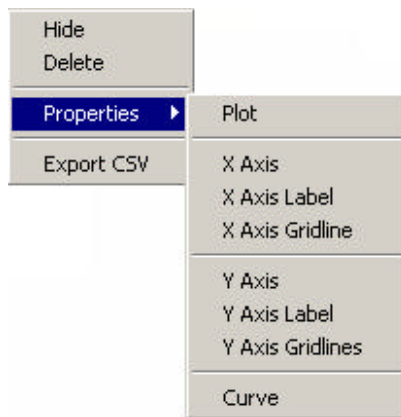 Hide
Delete
Properties
Export CSV
Plot
X Axis
X Axis Label
X Axis Gridline
Y Axis
Y Axis Label
Y Axis Gridlines
Curve